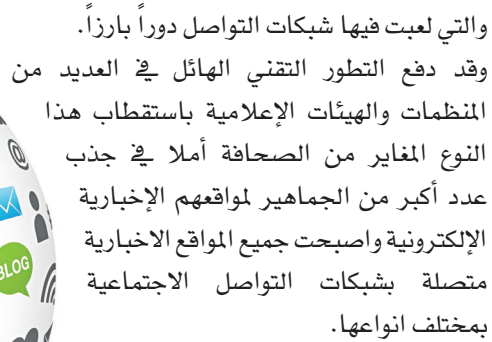 والتي لعبت فيها شبكات التواصل دوراً بارزاً.
وقد دفع التطور التقني الهائل في العديد من
المنظمات والهيئات الإعلامية باستقطاب هذا
النوع المغاير من الصحافة أملا في جذب
عدد أكبر من الجماهير لمواقعهم الإخبارية
الإلكترونية واصبحت جميع المواقع الاخبارية
متصلة بشبكات التواصل الاجتماعية
بمختلف انواعها.
@
BLOG